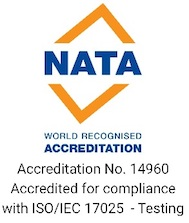 NATA
WORLD RECOGNISED
ACCREDITATION
Accreditation No. 14960
Accredited for compliance
with ISO/IEC 17025 - Testing